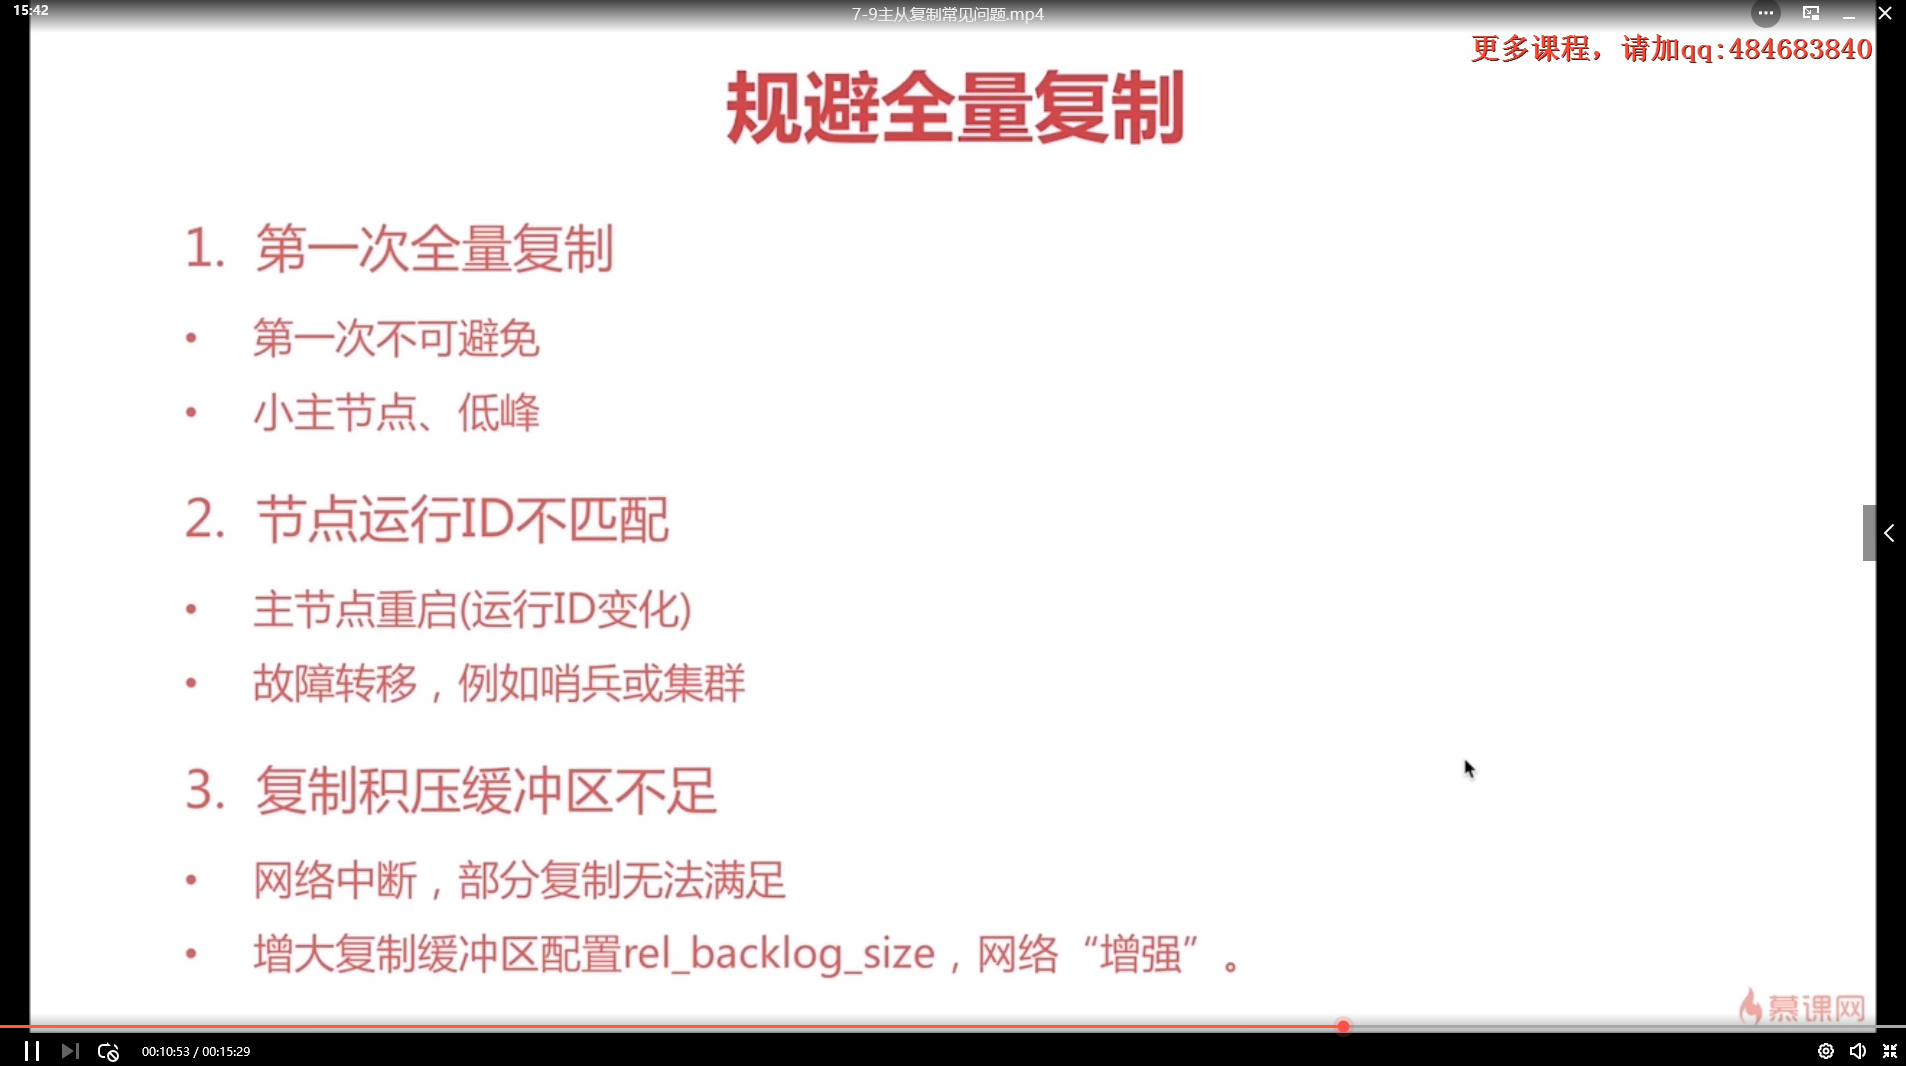 15:42
7-9主从复制常见问题.mp4
更多课程，请加qq:484683840
规避全量复制
1. 第一次全量复制
• 第一次不可避免
• 小主节点、低峰
2. 节点运行ID不匹配
• 主节点重启(运行ID变化)
• 故障转移，例如哨兵或集群
3. 复制积压缓冲区不足
• 网络中断，部分复制无法满足
• 增大复制缓冲区配置rel_backlog_size，网络“增强”。
慕课网
00:10:53 / 00:15:29